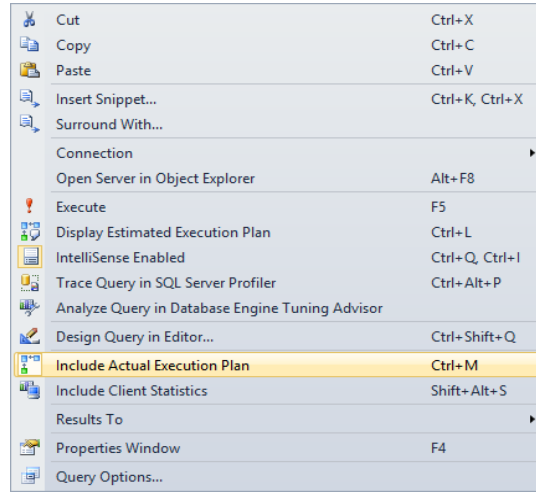 Cut Ctrl+X
Copy Ctrl+C
Paste Ctrl+V
Insert Snippet... Ctrl+K, Ctrl+X
Surround With...
Connection
Open Server in Object Explorer Alt+F8
Execute F5
Display Estimated Execution Plan Ctrl+L
IntelliSense Enabled Ctrl+Q, Ctrl+I
Trace Query in SQL Server Profiler Ctrl+Alt+P
Analyze Query in Database Engine Tuning Advisor
Design Query in Editor... Ctrl+Shift+Q
Include Actual Execution Plan Ctrl+M
Include Client Statistics Shift+Alt+S
Results To
Properties Window F4
Query Options...